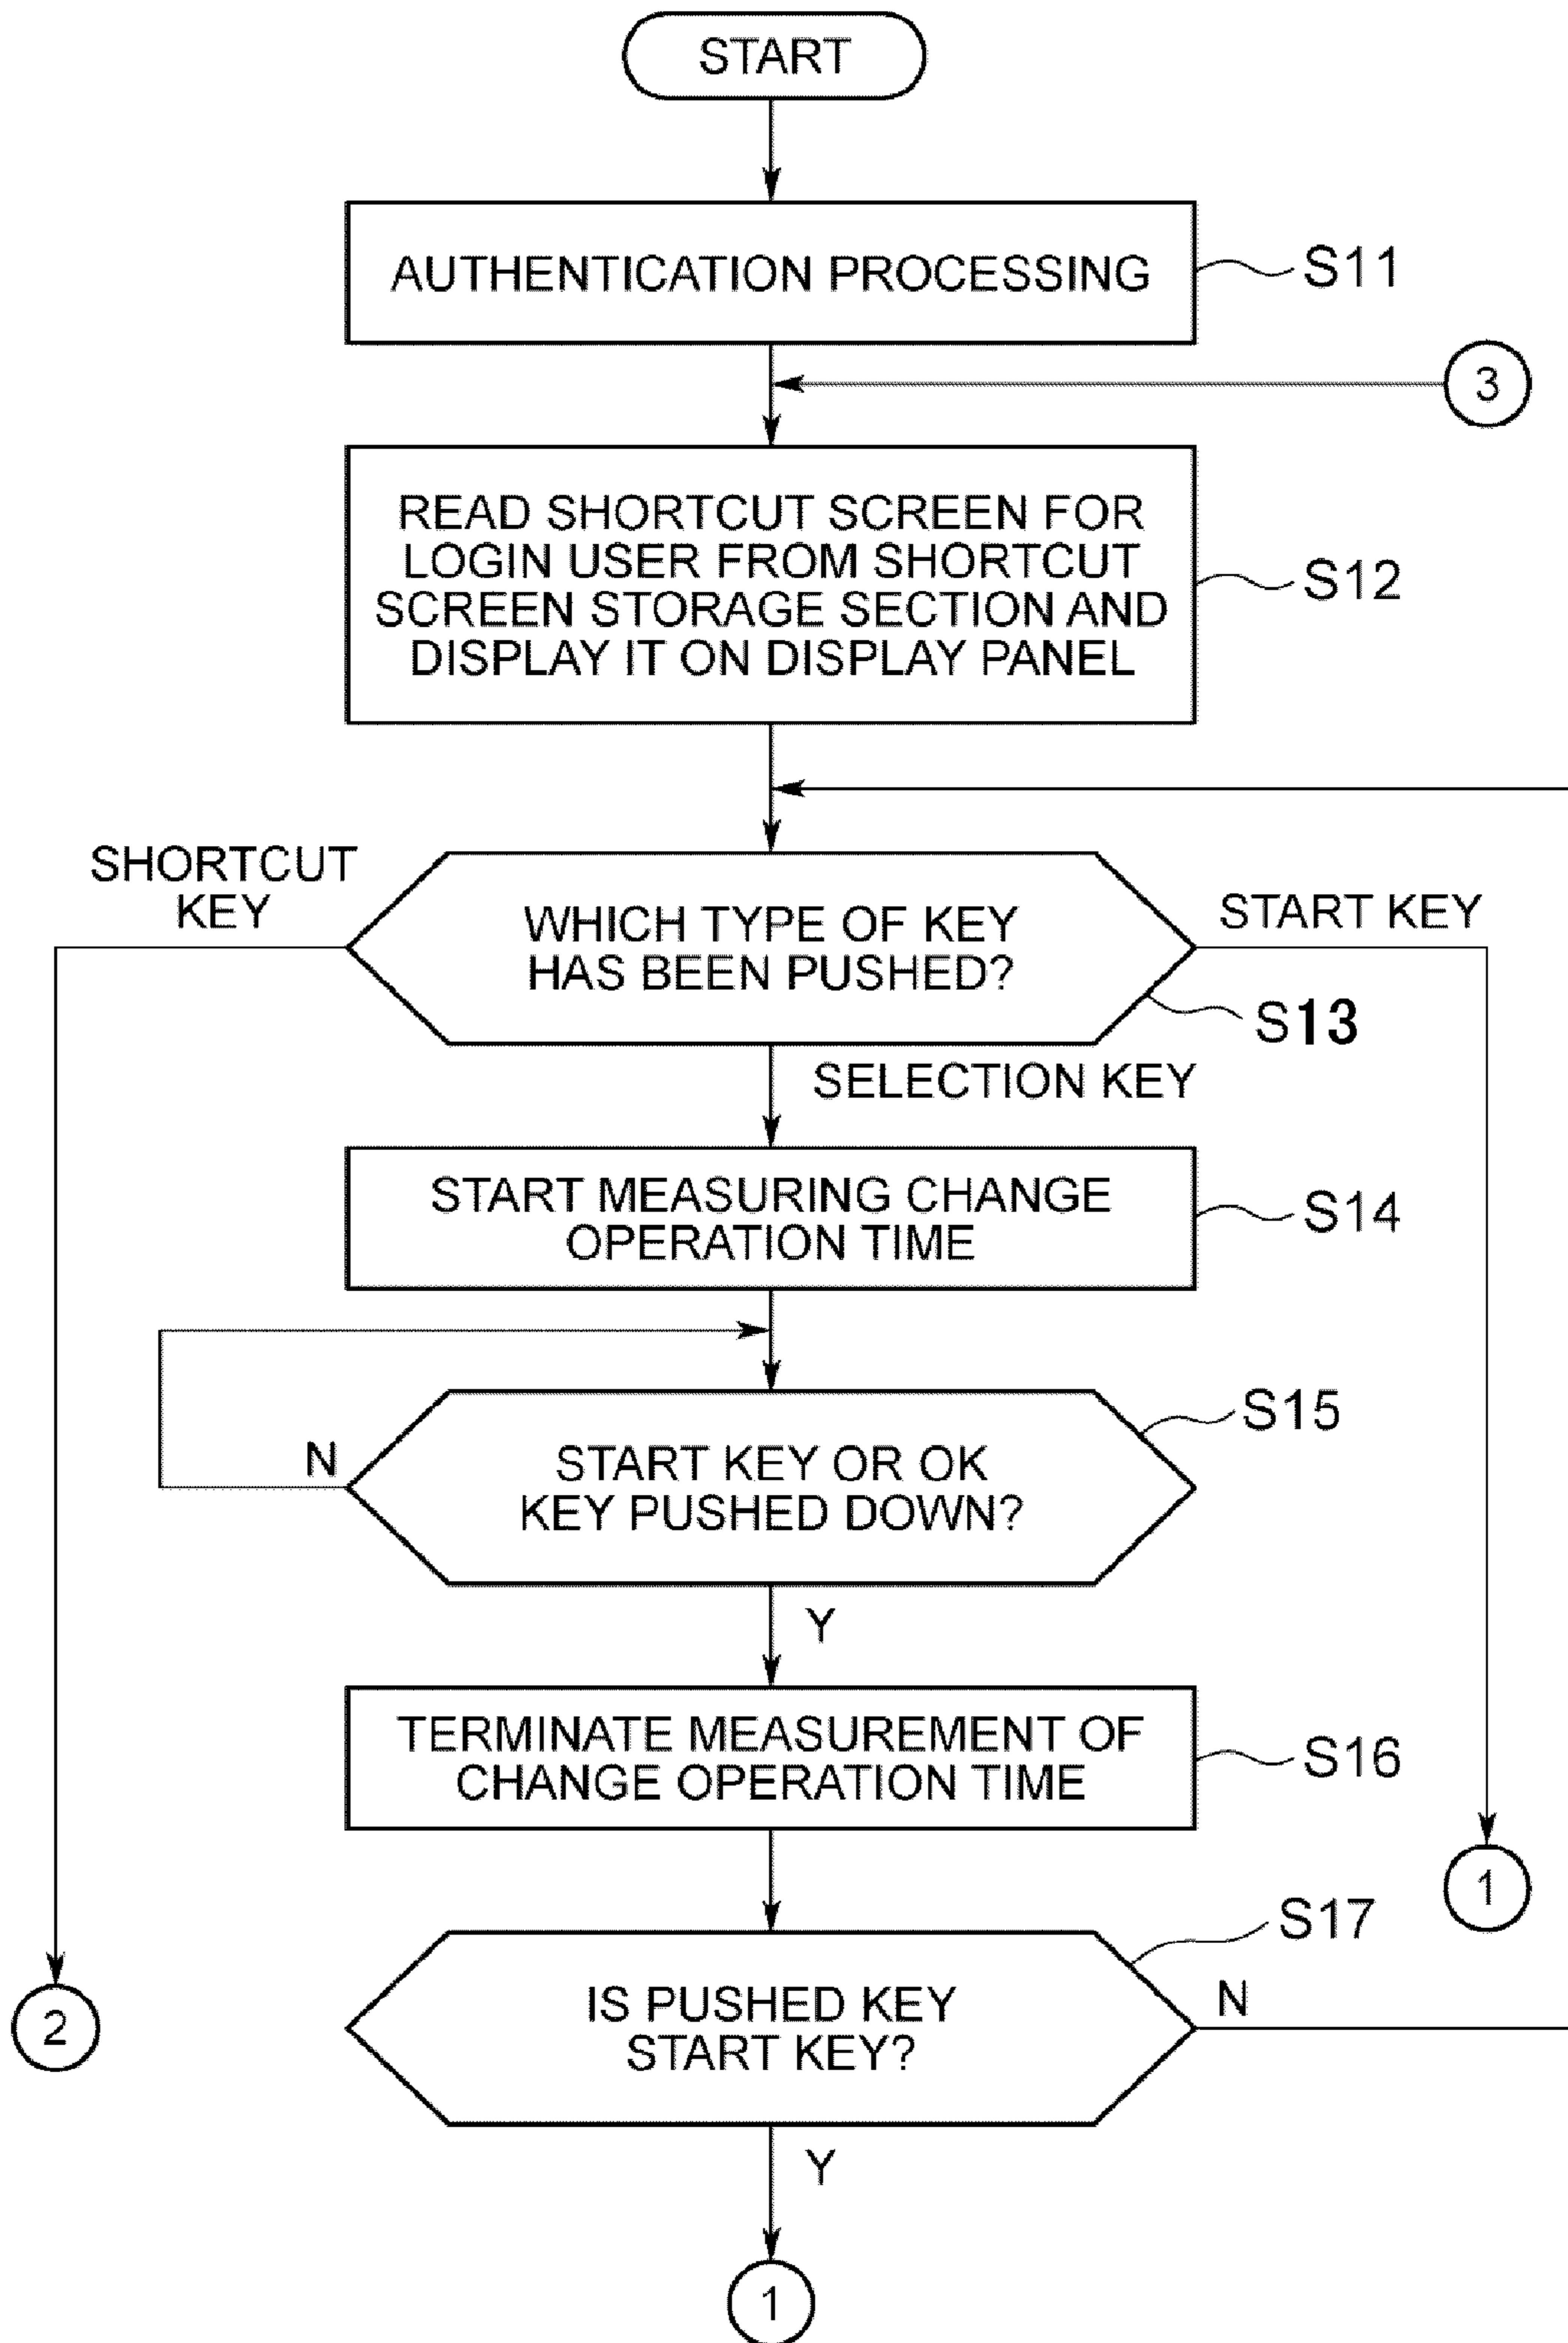 START
AUTHENTICATION PROCESSING
S11
3
READ SHORTCUT SCREEN FOR
LOGIN USER FROM SHORTCUT
SCREEN STORAGE SECTION AND
DISPLAY IT ON DISPLAY PANEL
S12
SHORTCUT
KEY
WHICH TYPE OF KEY
HAS BEEN PUSHED?
START KEY
S13
SELECTION KEY
START MEASURING CHANGE
OPERATION TIME
S14
S15
N
START KEY OR OK
KEY PUSHED DOWN?
Y
TERMINATE MEASUREMENT OF
CHANGE OPERATION TIME
S16
1
S17
2
IS PUSHED KEY
START KEY?
N
Y
1